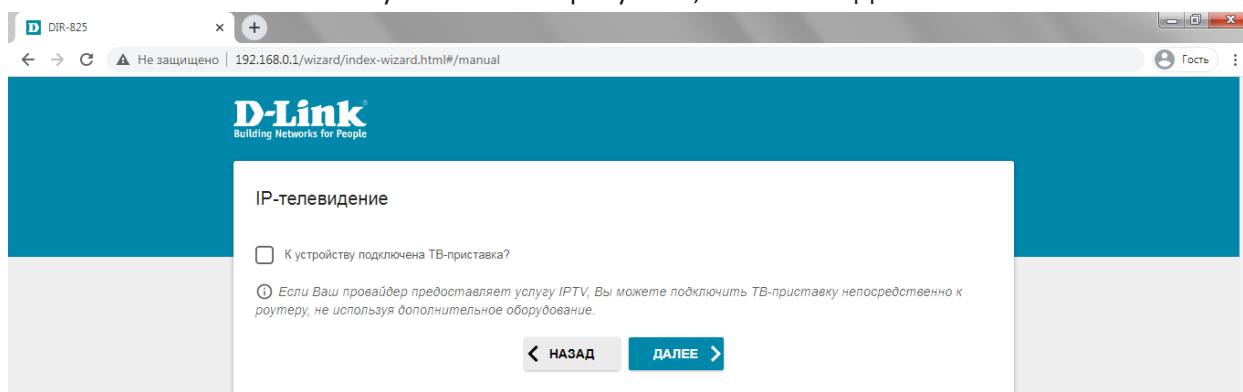 DIR-825
Не защищено
192.168.0.1/wizard/index-wizard.html#/manual
Гость
D-Link®
Building Networks for People
IP-телевидение
К устройству подключена ТВ-приставка?
Если Ваш провайдер предоставляет услугу IPTV, Вы можете подключить ТВ-приставку непосредственно к
роутеру, не используя дополнительное оборудование.
НАЗАД
ДАЛЕЕ